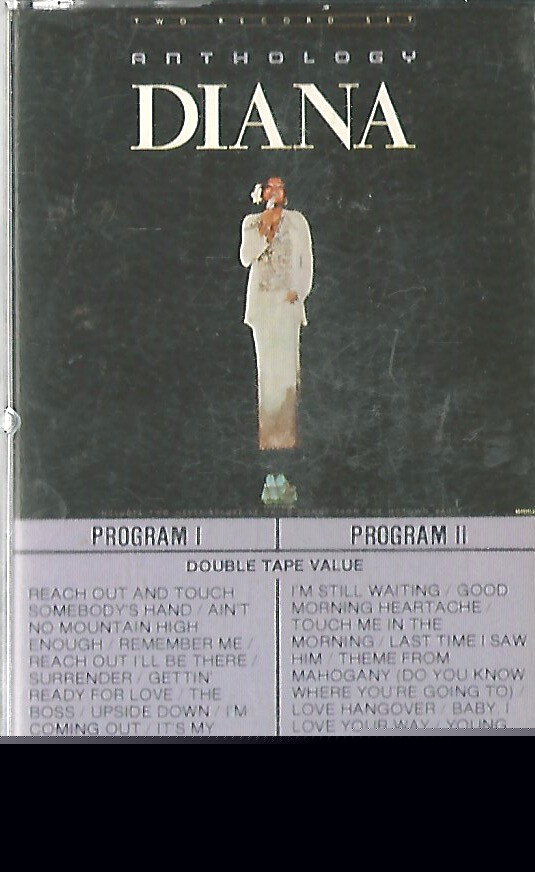 TWO RECORD SET
ANTHOLOGY
DIANA
PROGRAM I
PROGRAM II
DOUBLE TAPE VALUE
REACH OUT AND TOUCH
SOMEBODY'S HAND / AIN'T
NO MOUNTAIN HIGH
ENOUGH / REMEMBER ME /
REACH OUT I'LL BE THERE /
SURRENDER / GETTIN'
READY FOR LOVE / THE
BOSS / UPSIDE DOWN / I'M
COMING OUT / IT'S MY
I'M STILL WAITING / GOOD
MORNING HEARTACHE /
TOUCH ME IN THE
MORNING / LAST TIME I SAW
HIM / THEME FROM
MAHOGANY (DO YOU KNOW
WHERE YOU'RE GOING TO) /
LOVE HANGOVER / BABY, I
LOVE YOUR WAY / YOUNG